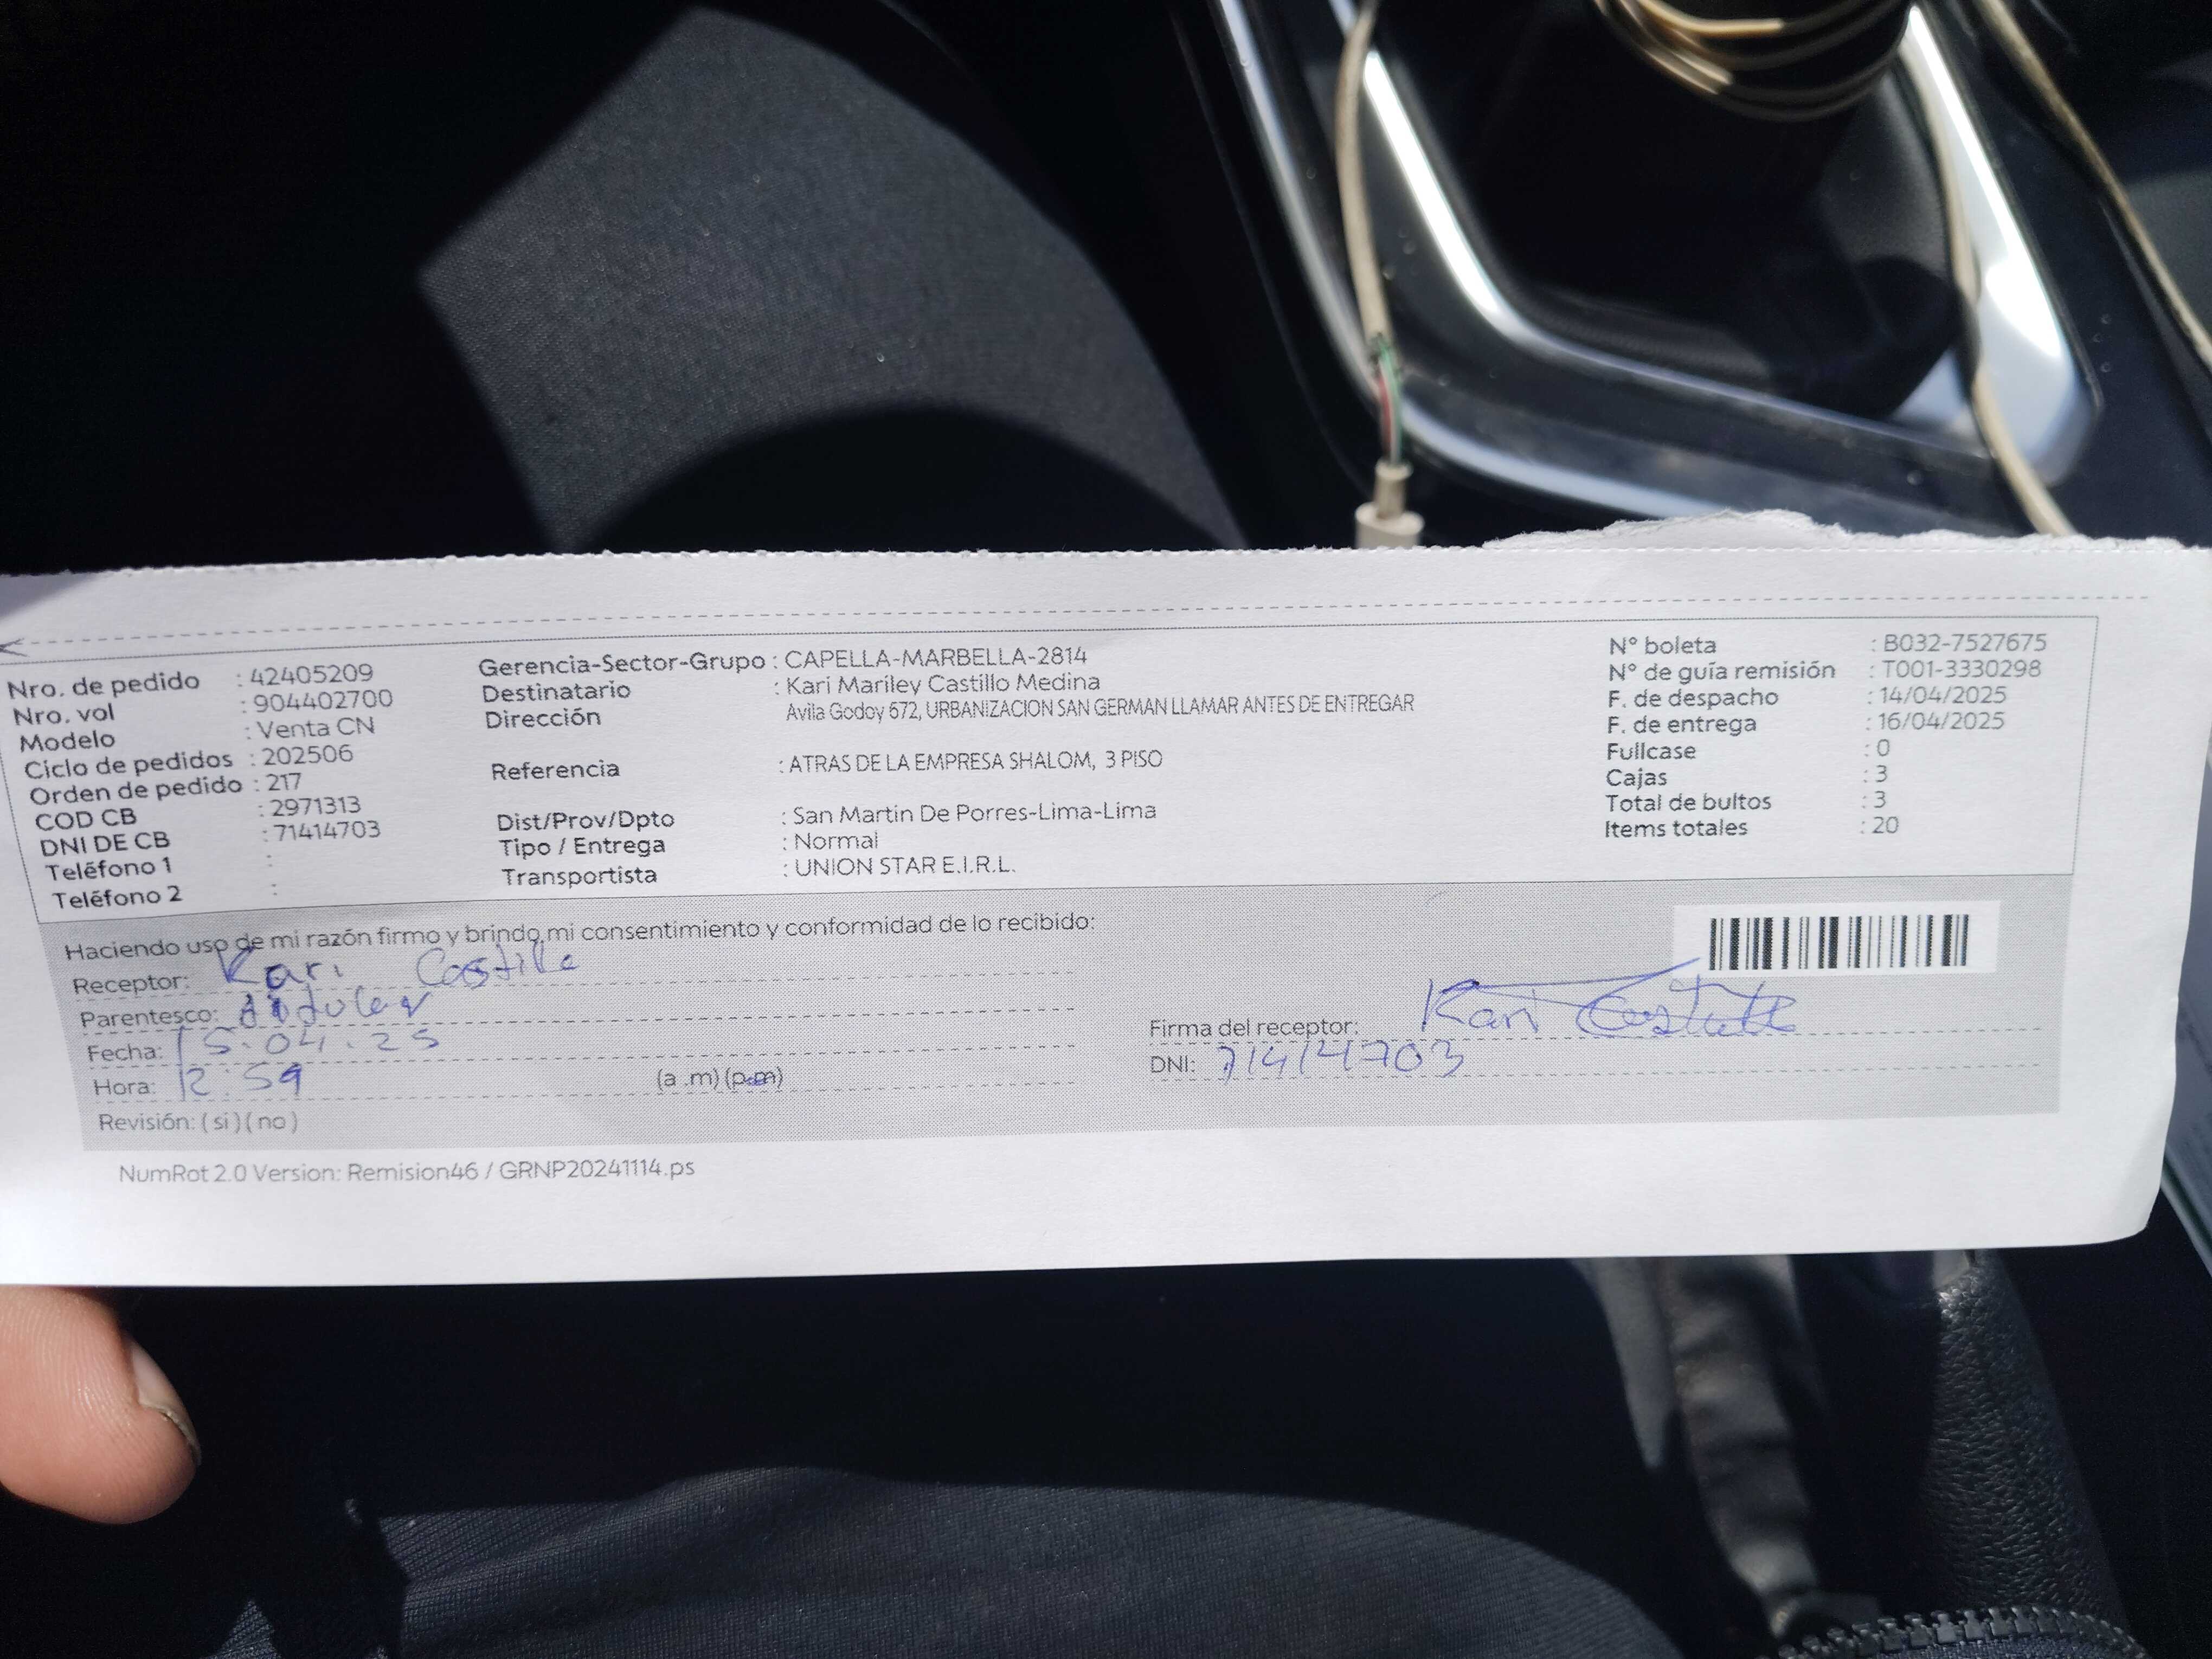 Nro. de pedido : 42405209
Nro. vol : 904402700
Modelo : Venta CN
Ciclo de pedidos : 202506
Orden de pedido : 217
COD CB : 2971313
DNI DE CB : 71414703
Teléfono 1 :
Teléfono 2 :
Gerencia-Sector-Grupo : CAPELLA-MARBELLA-2814
Destinatario : Kari Mariley Castillo Medina
Dirección Avila Godoy 672, URBANIZACION SAN GERMAN LLAMAR ANTES DE ENTREGAR
Referencia : ATRAS DE LA EMPRESA SHALOM, 3 PISO
Dist/Prov/Dpto : San Martin De Porres-Lima-Lima
Tipo / Entrega : Normal
Transportista : UNION STAR E.I.R.L.
N° boleta : B032-7527675
N° de guía remisión : T001-3330298
F. de despacho : 14/04/2025
F. de entrega : 16/04/2025
Fullcase : 0
Cajas : 3
Total de bultos : 3
Items totales : 20
Haciendo uso de mi razón firmo y brindo mi consentimiento y conformidad de lo recibido:
Receptor: Kari Castillo
Parentesco: titular
Fecha: 15.04.25
Hora: 12:59 (a .m) (p.m)
Revisión: ( si ) ( no )
Firma del receptor: Kari Castillo
DNI: 71414703
NumRot 2.0 Version: Remision46 / GRNP20241114.ps